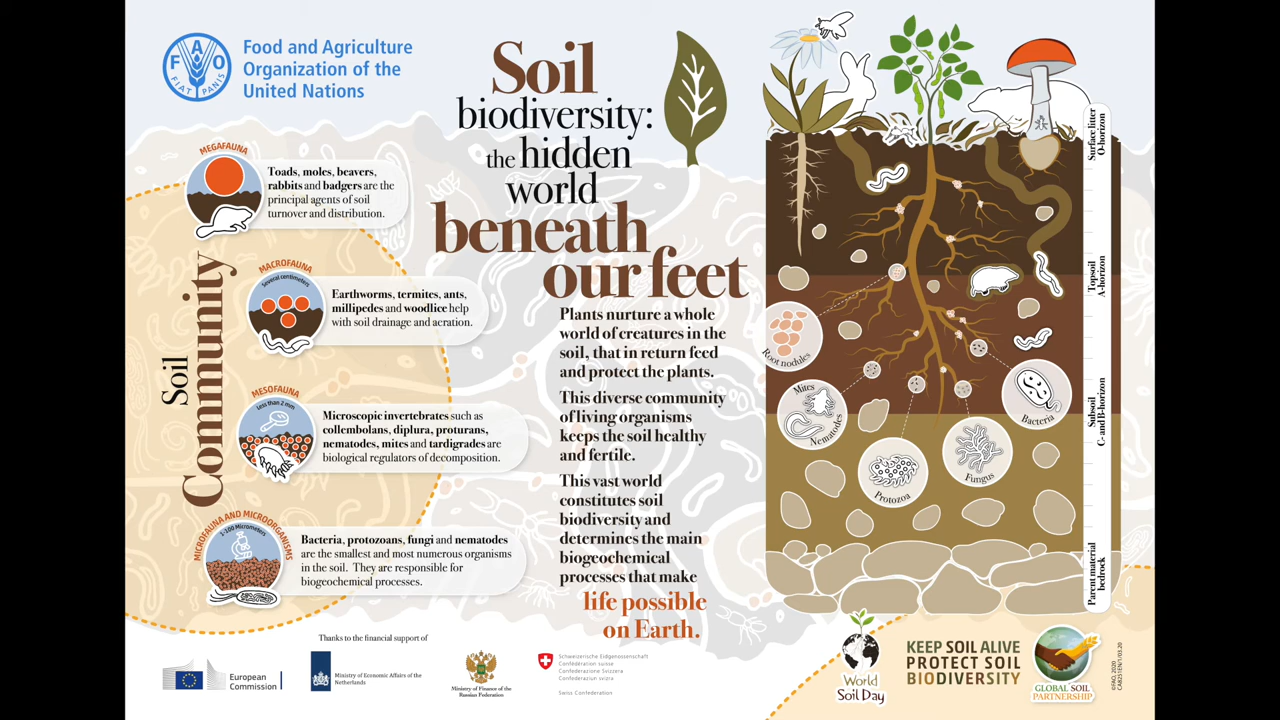 FAO
FIAT PANIS
Food and Agriculture
Organization of the
United Nations
Soil
biodiversity:
the hidden
world
beneath
our feet
Plants nurture a whole
world of creatures in the
soil, that in return feed
and protect the plants.
This diverse community
of living organisms
keeps the soil healthy
and fertile.
This vast world
constitutes soil
biodiversity and
determines the main
biogeochemical
processes that make
life possible
on Earth.
Soil
Community
MEGAFAUNA
Toads, moles, beavers,
rabbits and badgers are the
principal agents of soil
turnover and distribution.
MACROFAUNA
Several centimeters
Earthworms, termites, ants,
millipedes and woodlice help
with soil drainage and aeration.
MESOFAUNA
Less than 2 mm
Microscopic invertebrates such as
collembolans, diplura, proturans,
nematodes, mites and tardigrades are
biological regulators of decomposition.
MICROFAUNA AND MICROORGANISMS
1-100 Micrometers
Bacteria, protozoans, fungi and nematodes
are the smallest and most numerous organisms
in the soil. They are responsible for
biogeochemical processes.
Surface litter
O-horizon
Topsoil
A-horizon
Subsoil
C- and B-horizon
Parent material
bedrock
Root nodules
Mites
Nematodes
Protozoa
Fungus
Bacteria
Thanks to the financial support of
European
Commission
Ministry of Economic Affairs of the
Netherlands
Ministry of Finance of the
Russian Federation
Schweizerische Eidgenossenschaft
Confédération suisse
Confederazione Svizzera
Confederaziun svizra
Swiss Confederation
World
Soil Day
KEEP SOIL ALIVE
PROTECT SOIL
BIODIVERSITY
GLOBAL SOIL
PARTNERSHIP
©FAO, 2020
CA8251EN/1/03.20